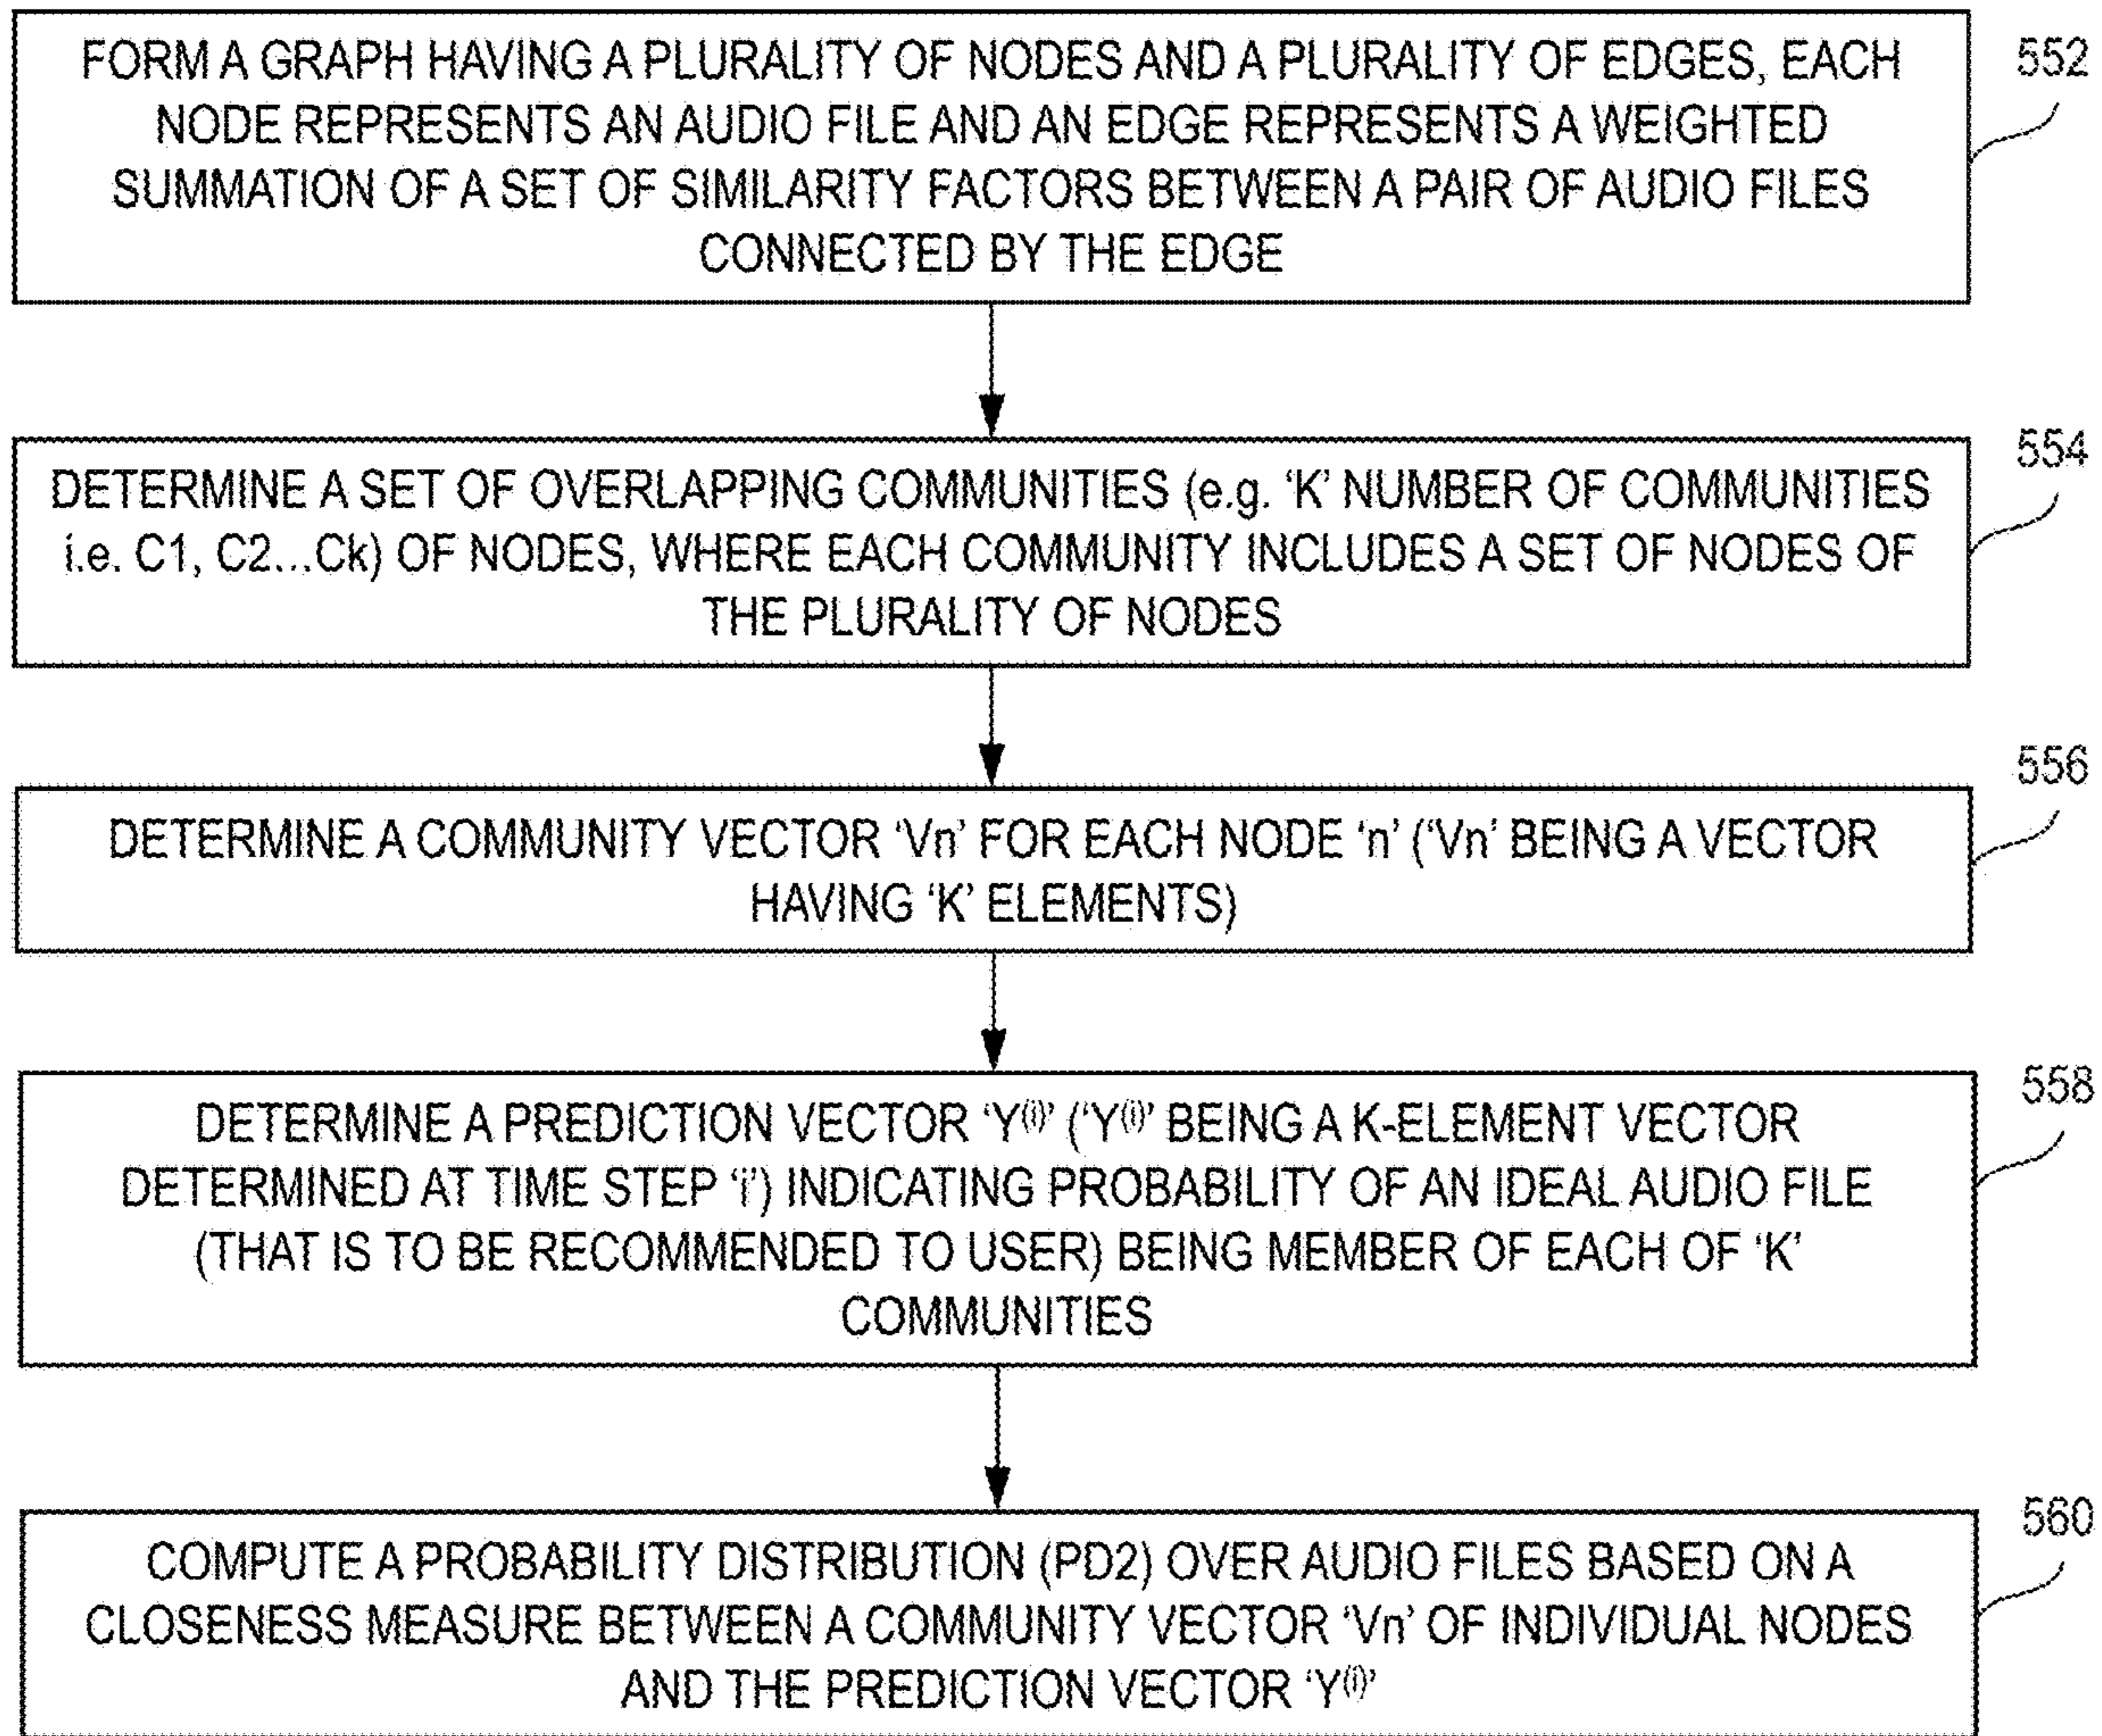 FORM A GRAPH HAVING A PLURALITY OF NODES AND A PLURALITY OF EDGES, EACH
NODE REPRESENTS AN AUDIO FILE AND AN EDGE REPRESENTS A WEIGHTED
SUMMATION OF A SET OF SIMILARITY FACTORS BETWEEN A PAIR OF AUDIO FILES
CONNECTED BY THE EDGE
552
DETERMINE A SET OF OVERLAPPING COMMUNITIES (e.g. ‘K’ NUMBER OF COMMUNITIES
i.e. C1, C2...Ck) OF NODES, WHERE EACH COMMUNITY INCLUDES A SET OF NODES OF
THE PLURALITY OF NODES
554
DETERMINE A COMMUNITY VECTOR ‘Vn’ FOR EACH NODE ‘n’ (‘Vn’ BEING A VECTOR
HAVING ‘K’ ELEMENTS)
556
DETERMINE A PREDICTION VECTOR ‘Y⁽ⁱ⁾’ (‘Y⁽ⁱ⁾’ BEING A K-ELEMENT VECTOR
DETERMINED AT TIME STEP ‘i’) INDICATING PROBABILITY OF AN IDEAL AUDIO FILE
(THAT IS TO BE RECOMMENDED TO USER) BEING MEMBER OF EACH OF ‘K’
COMMUNITIES
558
COMPUTE A PROBABILITY DISTRIBUTION (PD2) OVER AUDIO FILES BASED ON A
CLOSENESS MEASURE BETWEEN A COMMUNITY VECTOR ‘Vn’ OF INDIVIDUAL NODES
AND THE PREDICTION VECTOR ‘Y⁽ⁱ⁾’
560